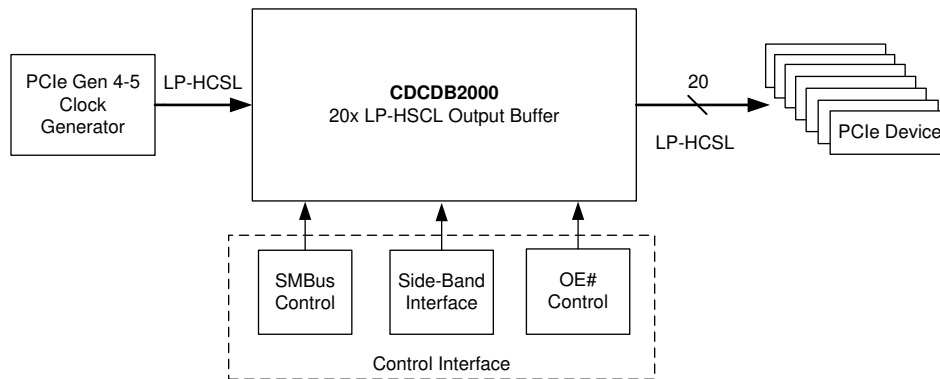 PCIe Gen 4-5
Clock
Generator
LP-HCSL
CDCDB2000
20x LP-HSCL Output Buffer
20
LP-HCSL
PCIe Device
SMBus
Control
Side-Band
Interface
OE#
Control
Control Interface